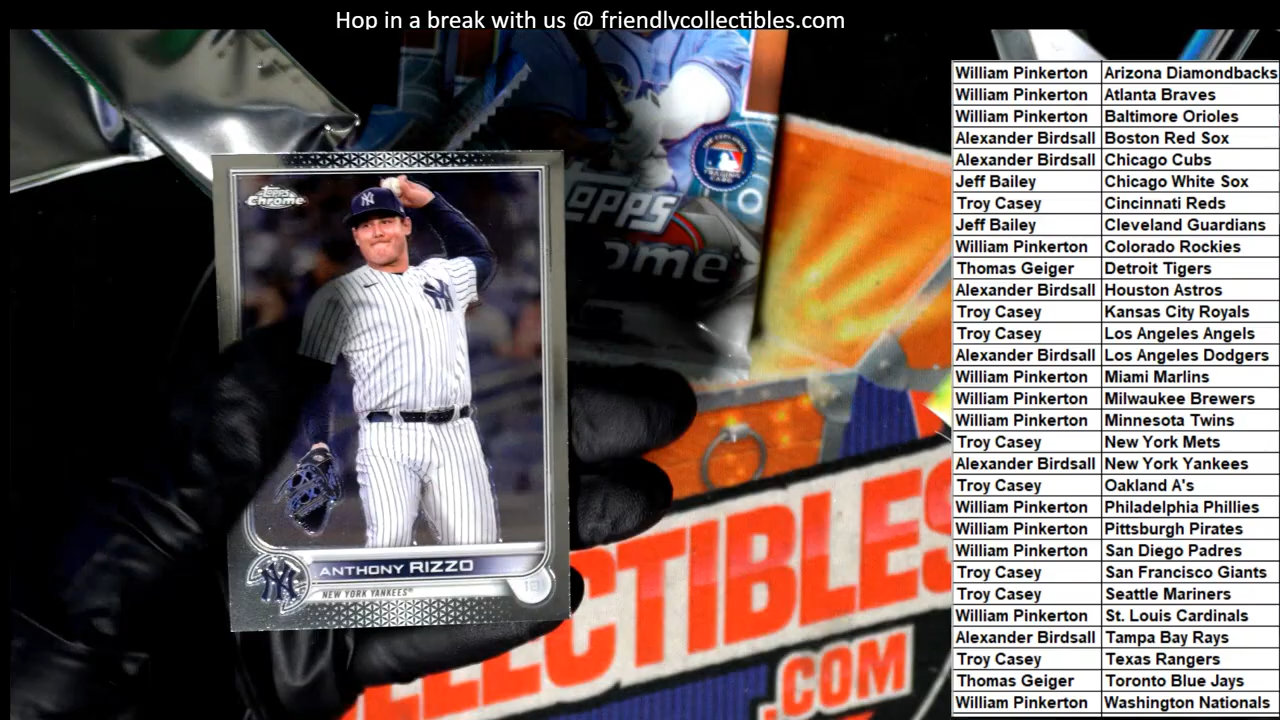 Hop in a break with us @ friendlycollectibles.com
William Pinkerton Arizona Diamondbacks
William Pinkerton Atlanta Braves
William Pinkerton Baltimore Orioles
Alexander Birdsall Boston Red Sox
Alexander Birdsall Chicago Cubs
Jeff Bailey Chicago White Sox
Troy Casey Cincinnati Reds
Jeff Bailey Cleveland Guardians
William Pinkerton Colorado Rockies
Thomas Geiger Detroit Tigers
Alexander Birdsall Houston Astros
Troy Casey Kansas City Royals
Troy Casey Los Angeles Angels
Alexander Birdsall Los Angeles Dodgers
William Pinkerton Miami Marlins
William Pinkerton Milwaukee Brewers
William Pinkerton Minnesota Twins
Troy Casey New York Mets
Alexander Birdsall New York Yankees
Troy Casey Oakland A's
William Pinkerton Philadelphia Phillies
William Pinkerton Pittsburgh Pirates
William Pinkerton San Diego Padres
Troy Casey San Francisco Giants
Troy Casey Seattle Mariners
William Pinkerton St. Louis Cardinals
Alexander Birdsall Tampa Bay Rays
Troy Casey Texas Rangers
Thomas Geiger Toronto Blue Jays
William Pinkerton Washington Nationals
Topps
Chrome
NY
NY
ANTHONY RIZZO
NEW YORK YANKEES
1B
Topps
ome
LLECTIBLES
.COM